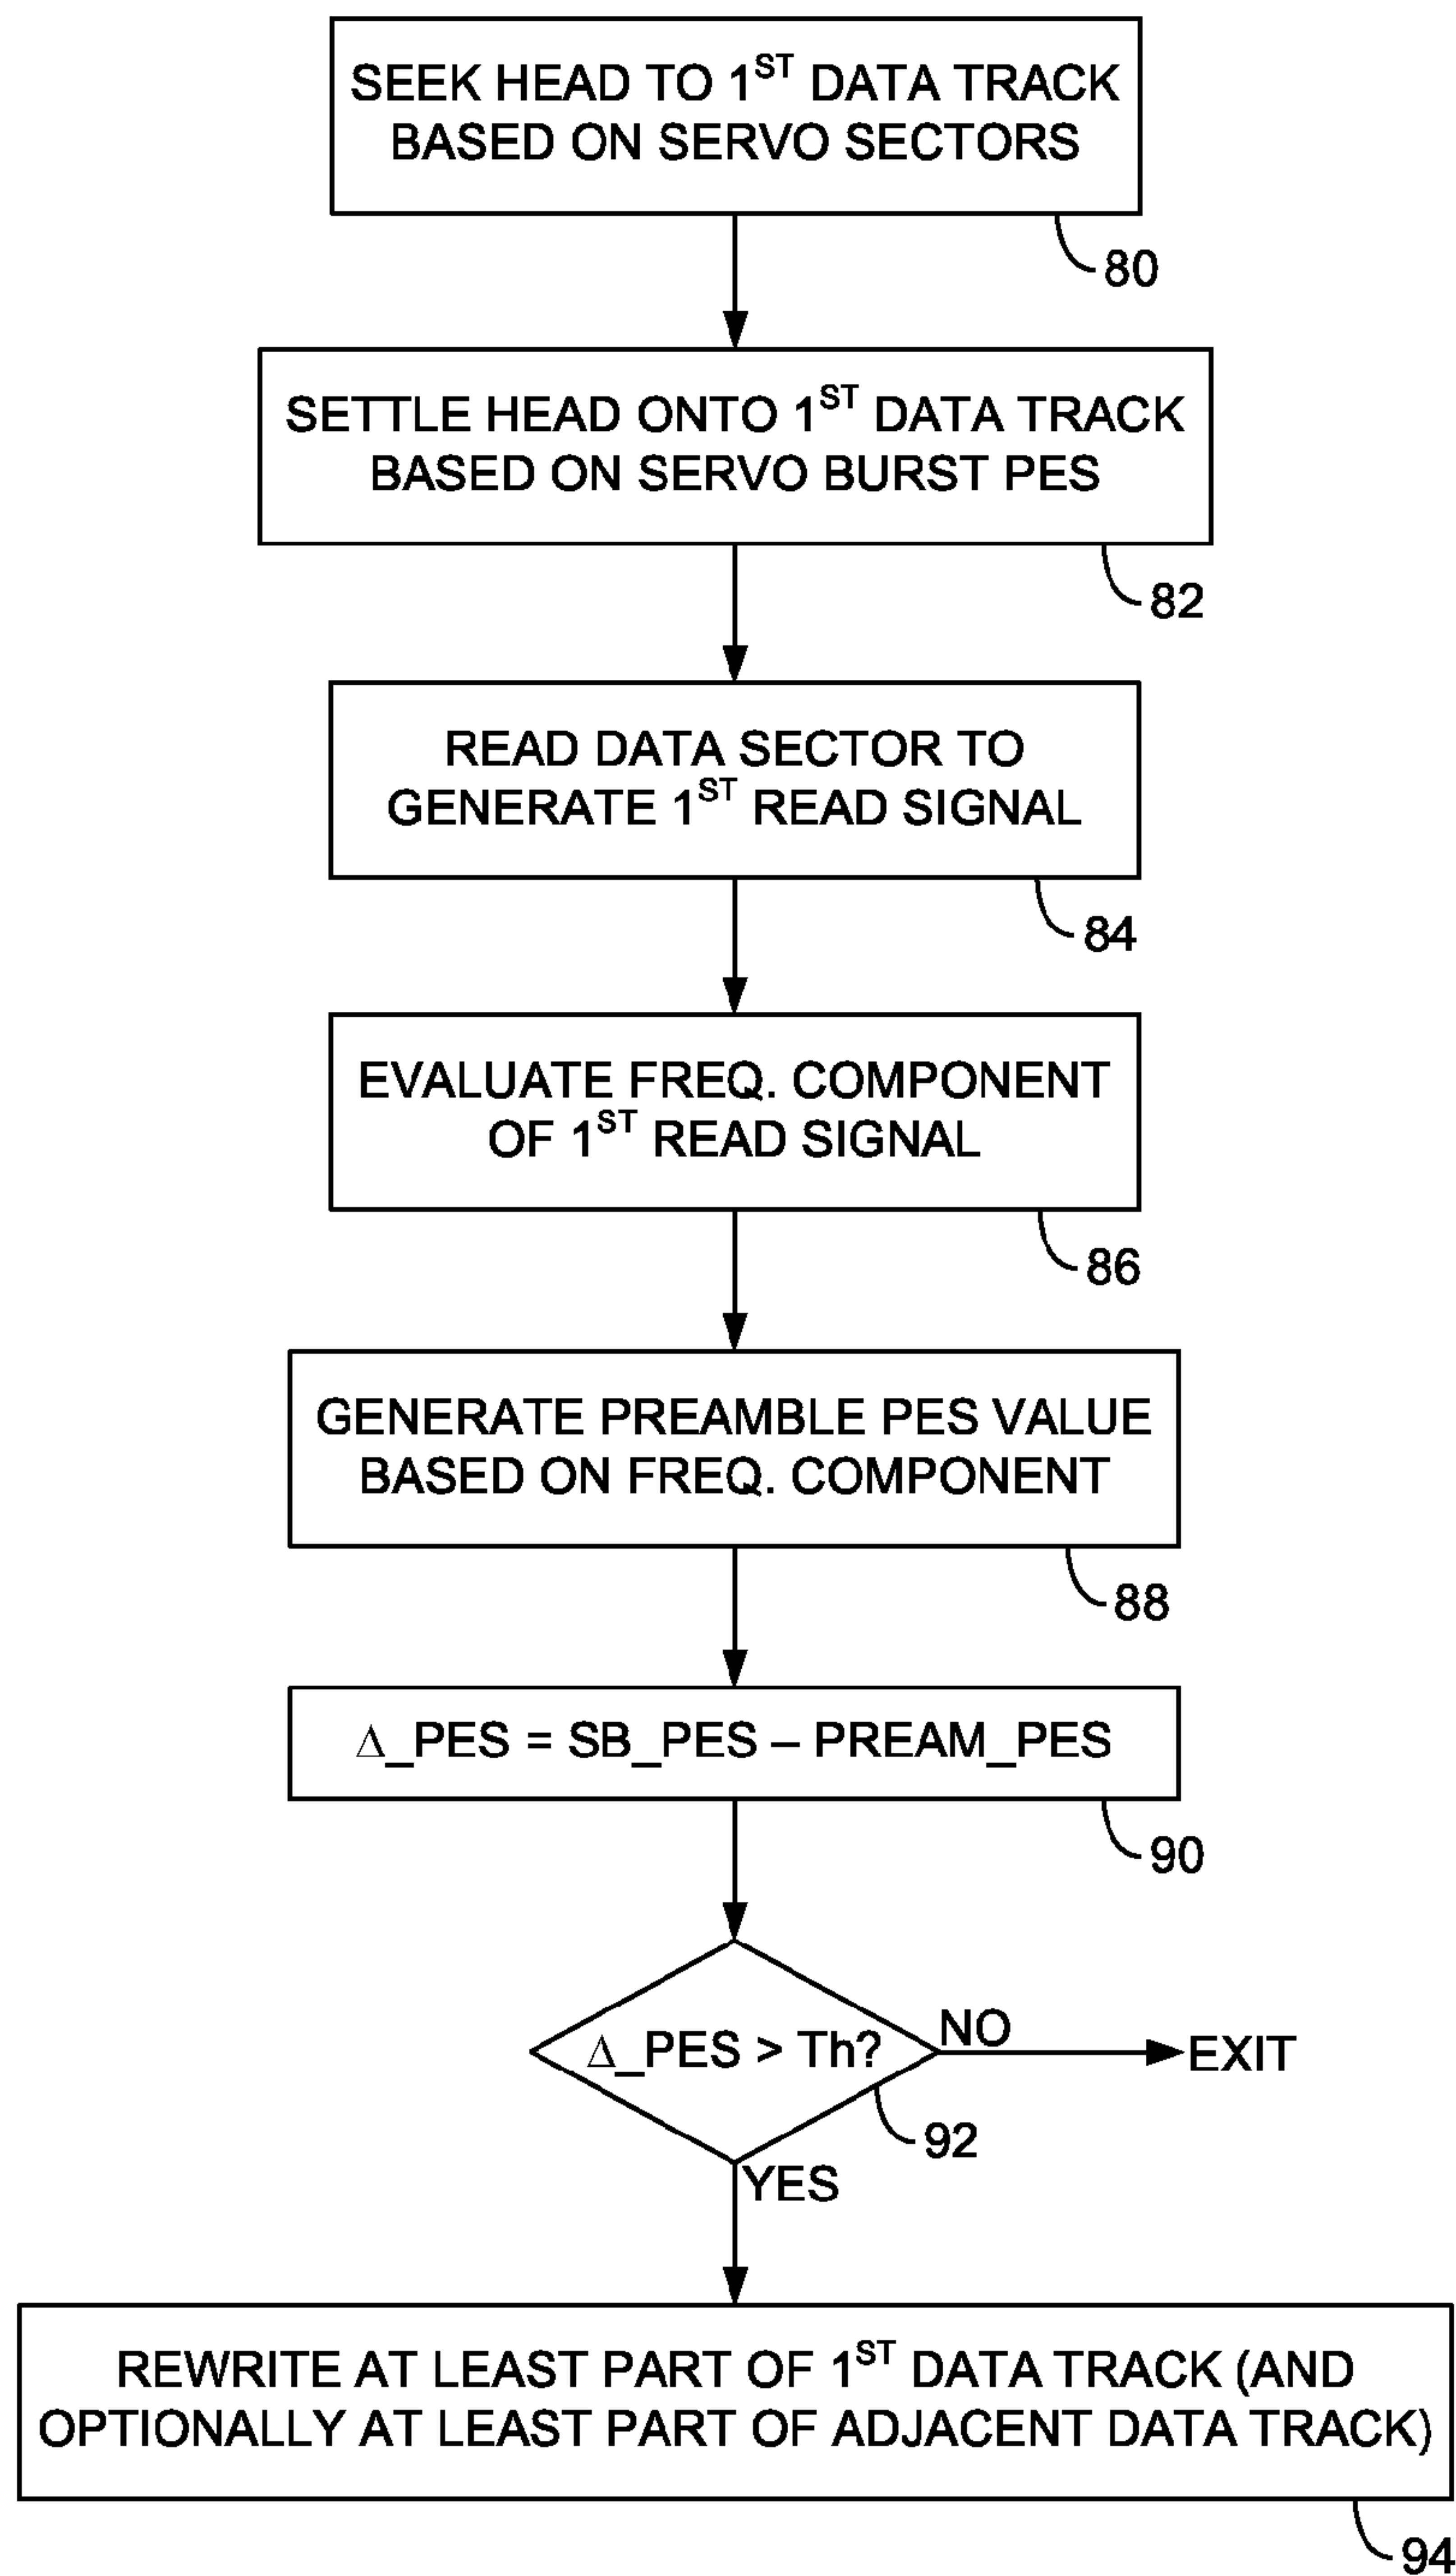 SEEK HEAD TO 1ST DATA TRACK
BASED ON SERVO SECTORS
80
SETTLE HEAD ONTO 1ST DATA TRACK
BASED ON SERVO BURST PES
82
READ DATA SECTOR TO
GENERATE 1ST READ SIGNAL
84
EVALUATE FREQ. COMPONENT
OF 1ST READ SIGNAL
86
GENERATE PREAMBLE PES VALUE
BASED ON FREQ. COMPONENT
88
Δ_PES = SB_PES – PREAM_PES
90
Δ_PES > Th?
NO
EXIT
92
YES
REWRITE AT LEAST PART OF 1ST DATA TRACK (AND
OPTIONALLY AT LEAST PART OF ADJACENT DATA TRACK)
94